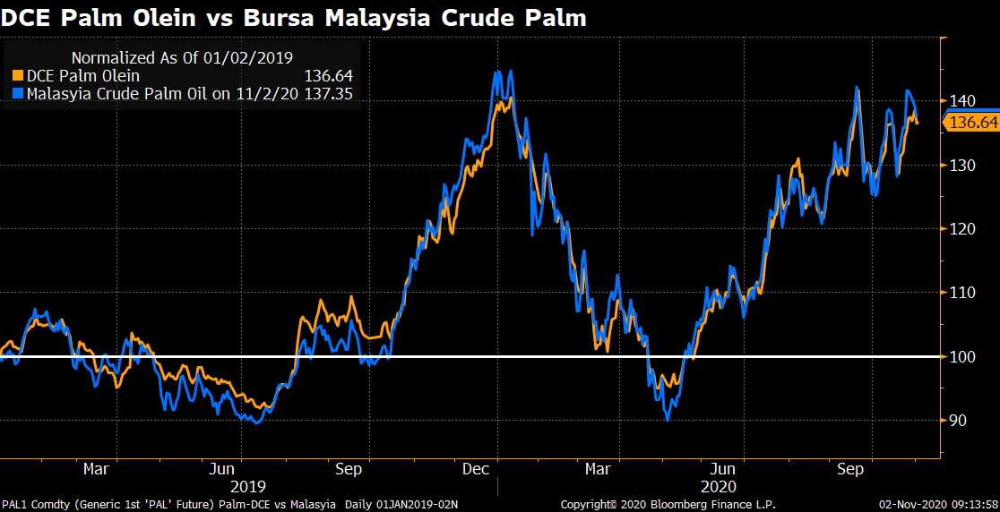 DCE Palm Olein vs Bursa Malaysia Crude Palm
Normalized As Of 01/02/2019
DCE Palm Olein 136.64
Malasyia Crude Palm Oil on 11/2/20 137.35
140
136.64
130
120
110
100
90
Mar Jun Sep Dec Mar Jun Sep
2019 2020
PAL1 Comdty (Generic 1st 'PAL' Future) Palm-DCE vs Malasyia Daily 01JAN2019-02N Copyright© 2020 Bloomberg Finance L.P. 02-Nov-2020 09:13:58